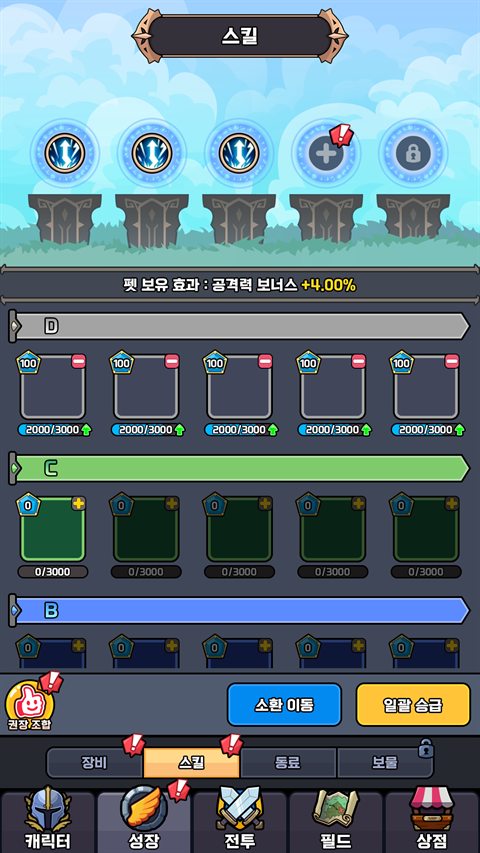 스킬
펫 보유 효과 : 공격력 보너스 +4.00%
D
100 100 100 100 100
2000/3000 2000/3000 2000/3000 2000/3000 2000/3000
C
0 0 0 0 0
0/3000 0/3000 0/3000 0/3000 0/3000
B
0 0 0 0 0
권장 조합 소환 이동 일괄 승급
장비 스킬 동료 보물
캐릭터 성장 전투 필드 상점